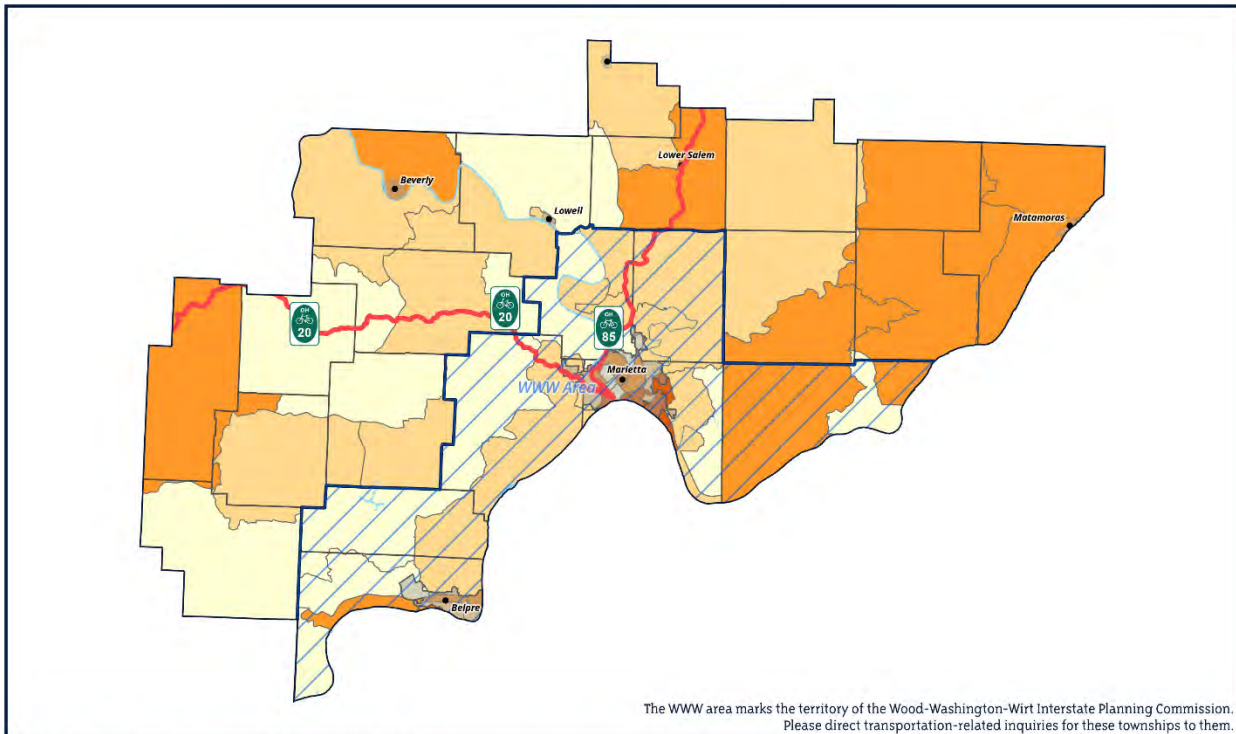 Lower Salem
Beverly
Lowell
Matamoras
OH
20
OH
20
OH
85
Marietta
WWW Area
Belpre
The WWW area marks the territory of the Wood-Washington-Wirt Interstate Planning Commission.
Please direct transportation-related inquiries for these townships to them.